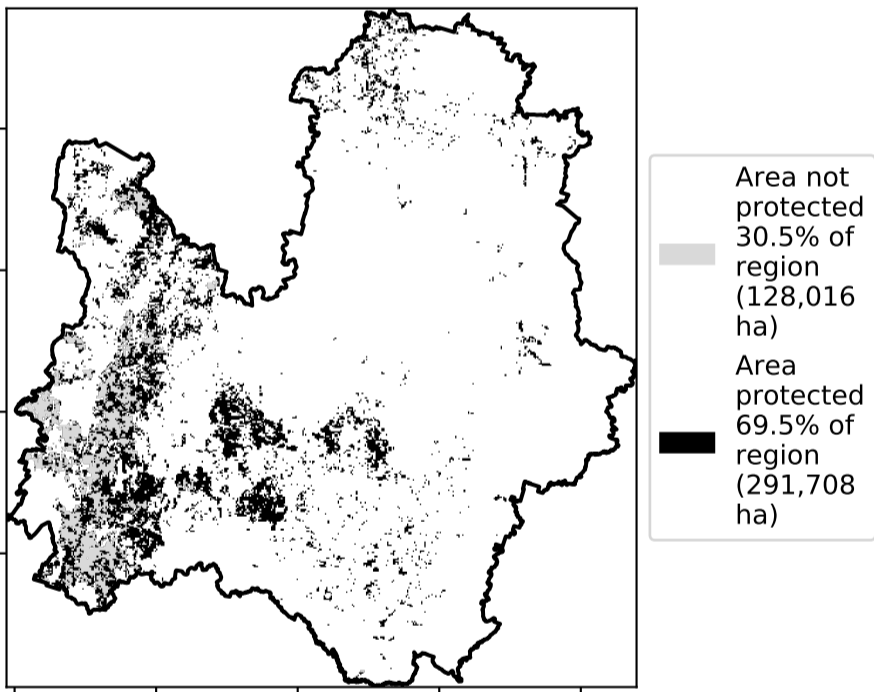 Area not
protected
30.5% of
region
(128,016
ha)
Area
protected
69.5% of
region
(291,708
ha)